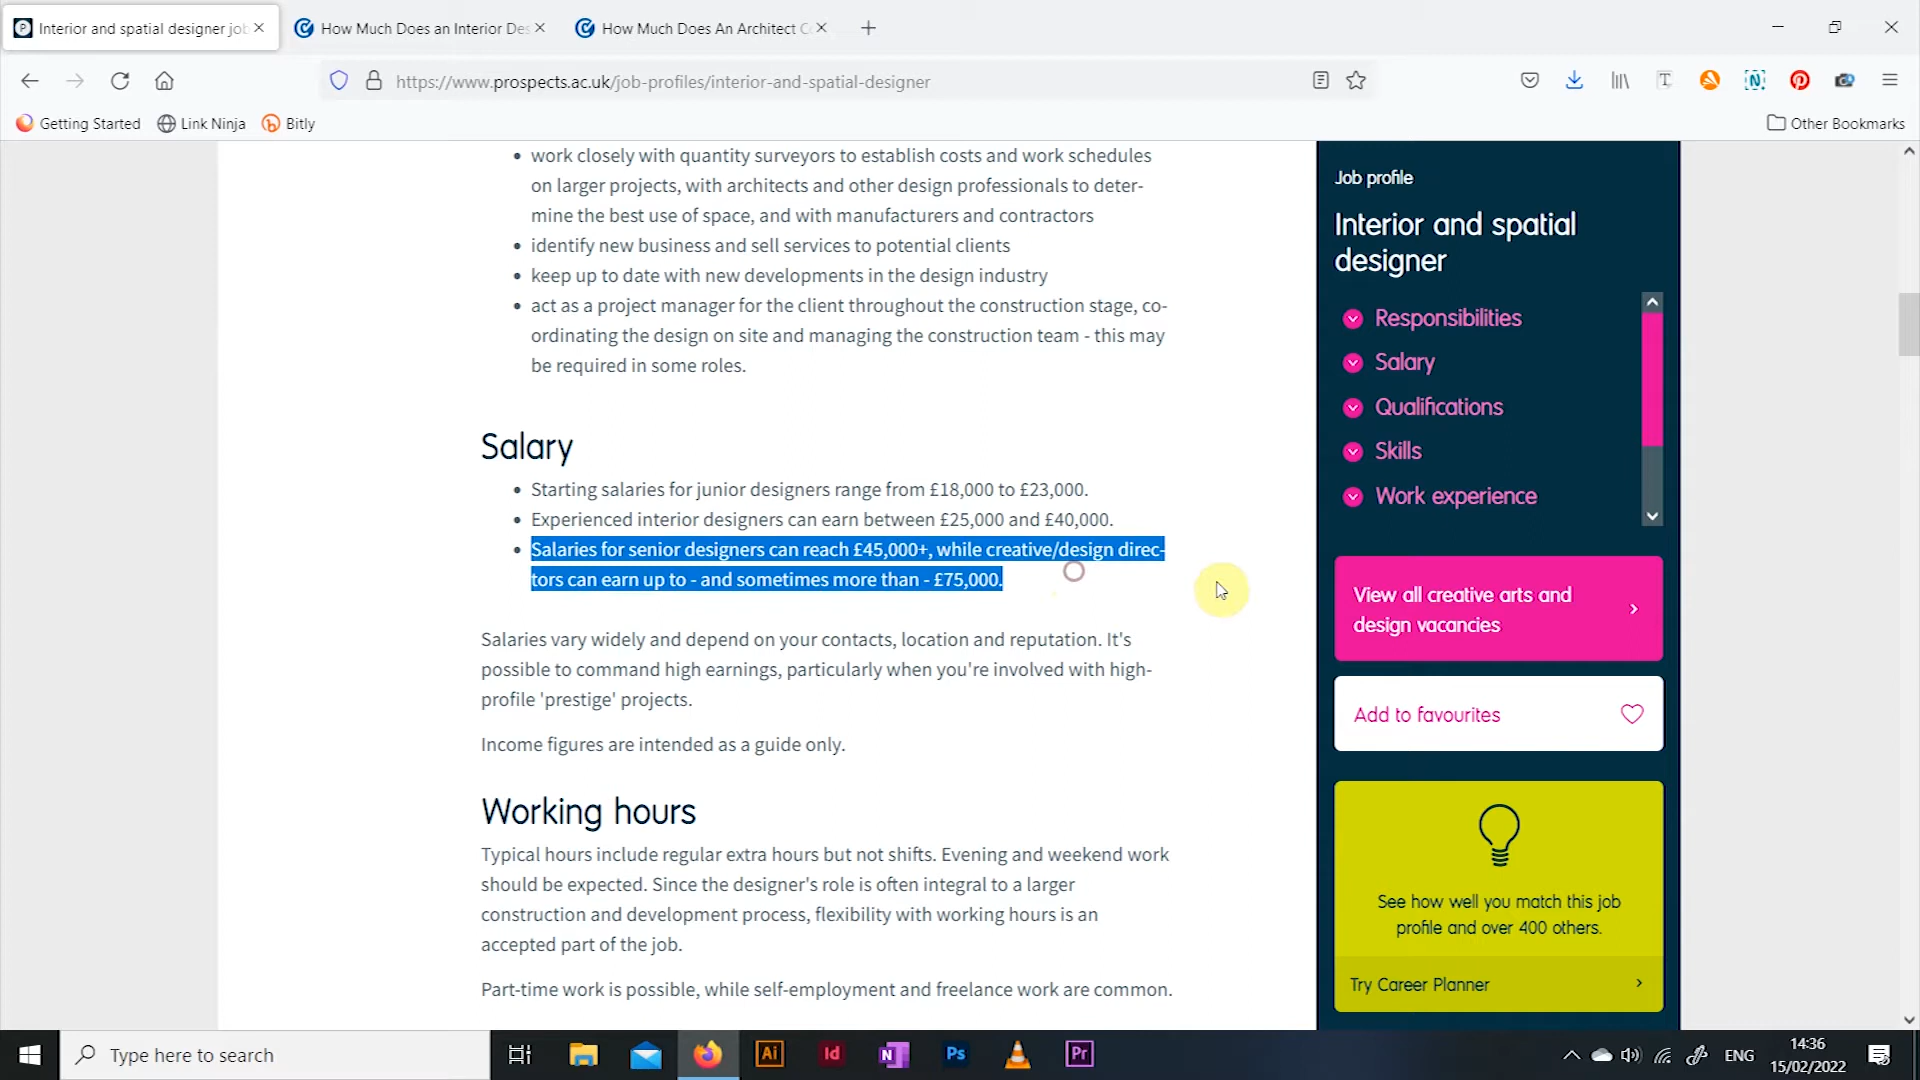 Interior and spatial designer job
How Much Does an Interior Des
How Much Does An Architect C
https://www.prospects.ac.uk/job-profiles/interior-and-spatial-designer
Getting Started
Link Ninja
Bitly
Other Bookmarks
work closely with quantity surveyors to establish costs and work schedules
on larger projects, with architects and other design professionals to deter-
mine the best use of space, and with manufacturers and contractors
identify new business and sell services to potential clients
keep up to date with new developments in the design industry
act as a project manager for the client throughout the construction stage, co-
ordinating the design on site and managing the construction team - this may
be required in some roles.
Salary
Starting salaries for junior designers range from £18,000 to £23,000.
Experienced interior designers can earn between £25,000 and £40,000.
Salaries for senior designers can reach £45,000+, while creative/design direc-
tors can earn up to - and sometimes more than - £75,000.
Salaries vary widely and depend on your contacts, location and reputation. It's
possible to command high earnings, particularly when you're involved with high-
profile 'prestige' projects.
Income figures are intended as a guide only.
Working hours
Typical hours include regular extra hours but not shifts. Evening and weekend work
should be expected. Since the designer's role is often integral to a larger
construction and development process, flexibility with working hours is an
accepted part of the job.
Part-time work is possible, while self-employment and freelance work are common.
Job profile
Interior and spatial
designer
Responsibilities
Salary
Qualifications
Skills
Work experience
View all creative arts and
design vacancies
Add to favourites
See how well you match this job
profile and over 400 others.
Try Career Planner
Type here to search
Ai
Id
N
Ps
Pr
ENG
14:36
15/02/2022